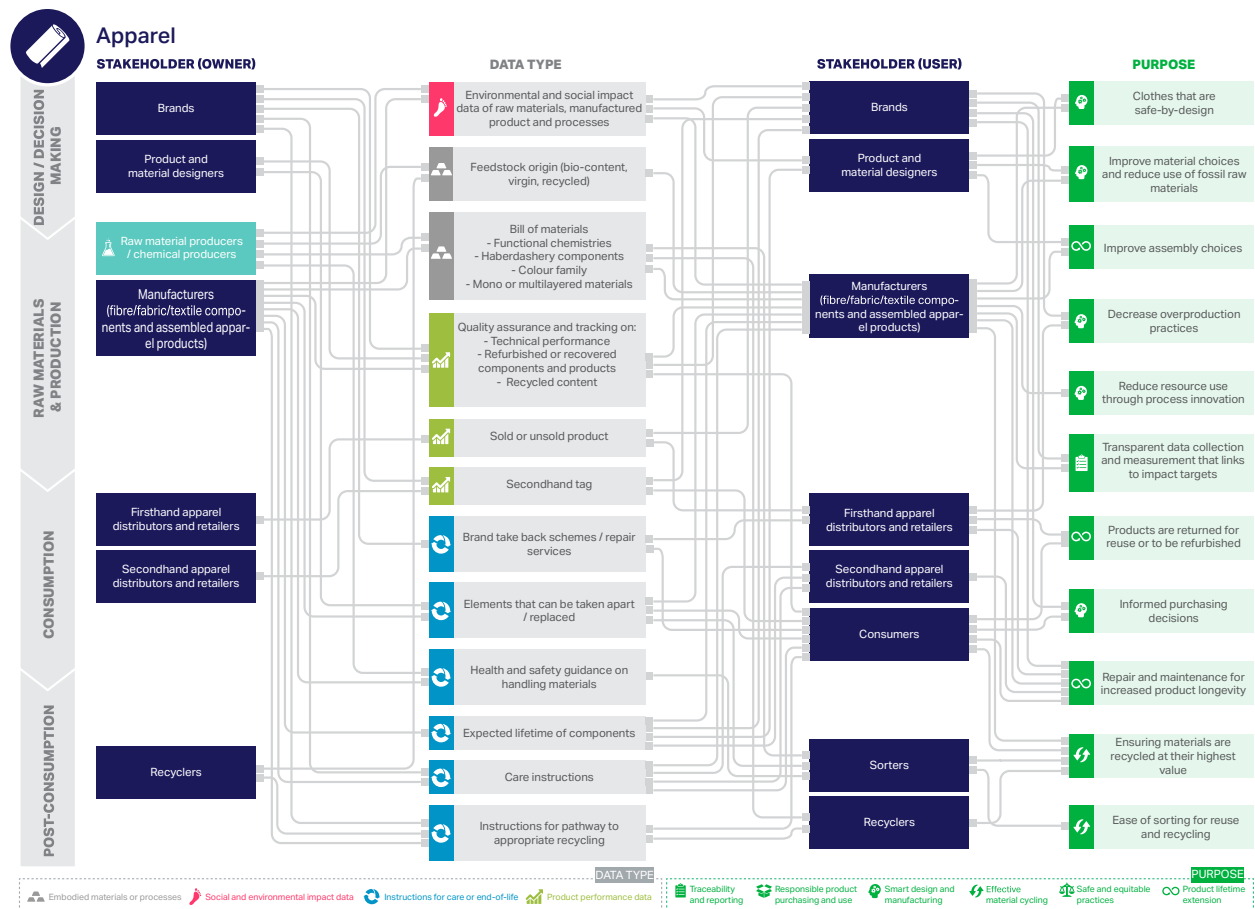 Apparel
STAKEHOLDER (OWNER)
DATA TYPE
STAKEHOLDER (USER)
PURPOSE
DESIGN / DECISION
MAKING
RAW MATERIALS
& PRODUCTION
CONSUMPTION
POST-CONSUMPTION
Brands
Product and
material designers
Raw material producers
/ chemical producers
Manufacturers
(fibre/fabric/textile compo-
nents and assembled appar-
el products)
Firsthand apparel
distributors and retailers
Secondhand apparel
distributors and retailers
Recyclers
Environmental and social impact
data of raw materials, manufactured
product and processes
Feedstock origin (bio-content,
virgin, recycled)
Bill of materials
- Functional chemistries
- Haberdashery components
- Colour family
- Mono or multilayered materials
Quality assurance and tracking on:
- Technical performance
- Refurbished or recovered
components and products
- Recycled content
Sold or unsold product
Secondhand tag
Brand take back schemes / repair
services
Elements that can be taken apart
/ replaced
Health and safety guidance on
handling materials
Expected lifetime of components
Care instructions
Instructions for pathway to
appropriate recycling
Brands
Product and
material designers
Manufacturers
(fibre/fabric/textile compo-
nents and assembled appar-
el products)
Firsthand apparel
distributors and retailers
Secondhand apparel
distributors and retailers
Consumers
Sorters
Recyclers
Clothes that are
safe-by-design
Improve material choices
and reduce use of fossil raw
materials
Improve assembly choices
Decrease overproduction
practices
Reduce resource use
through process innovation
Transparent data collection
and measurement that links
to impact targets
Products are returned for
reuse or to be refurbished
Informed purchasing
decisions
Repair and maintenance for
increased product longevity
Ensuring materials are
recycled at their highest
value
Ease of sorting for reuse
and recycling
DATA TYPE
Embodied materials or processes
Social and environmental impact data
Instructions for care or end-of-life
Product performance data
PURPOSE
Traceability
and reporting
Responsible product
purchasing and use
Smart design and
manufacturing
Effective
material cycling
Safe and equitable
practices
Product lifetime
extension